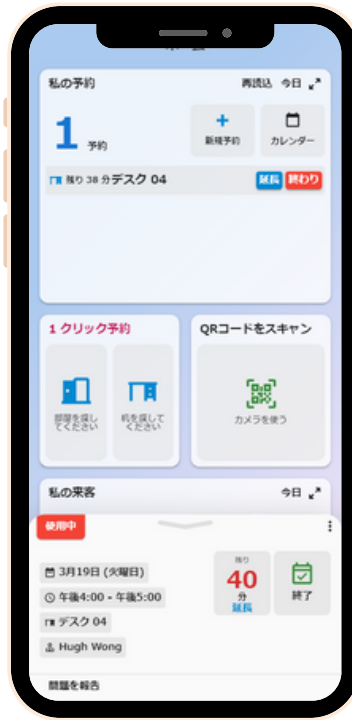 私の予約 再読込 今日
1 予約
新規予約 カレンダー
残り 38 分 デスク 04 延長 終わり
1 クリック予約
部屋を探し
てください
机を探して
ください
QRコードをスキャン
カメラを使う
私の来客 今日
使用中
3月19日 (火曜日)
午後4:00 - 午後5:00
デスク 04
Hugh Wong
残り
40
分
延長
終了
問題を報告